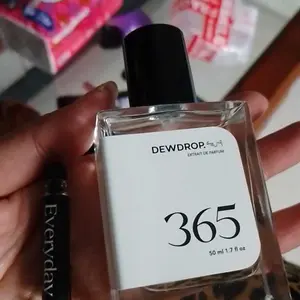 DEWDROP.
EXTRAIT DE PARFUM
365
50 ml 1.7 fl oz
Everyday